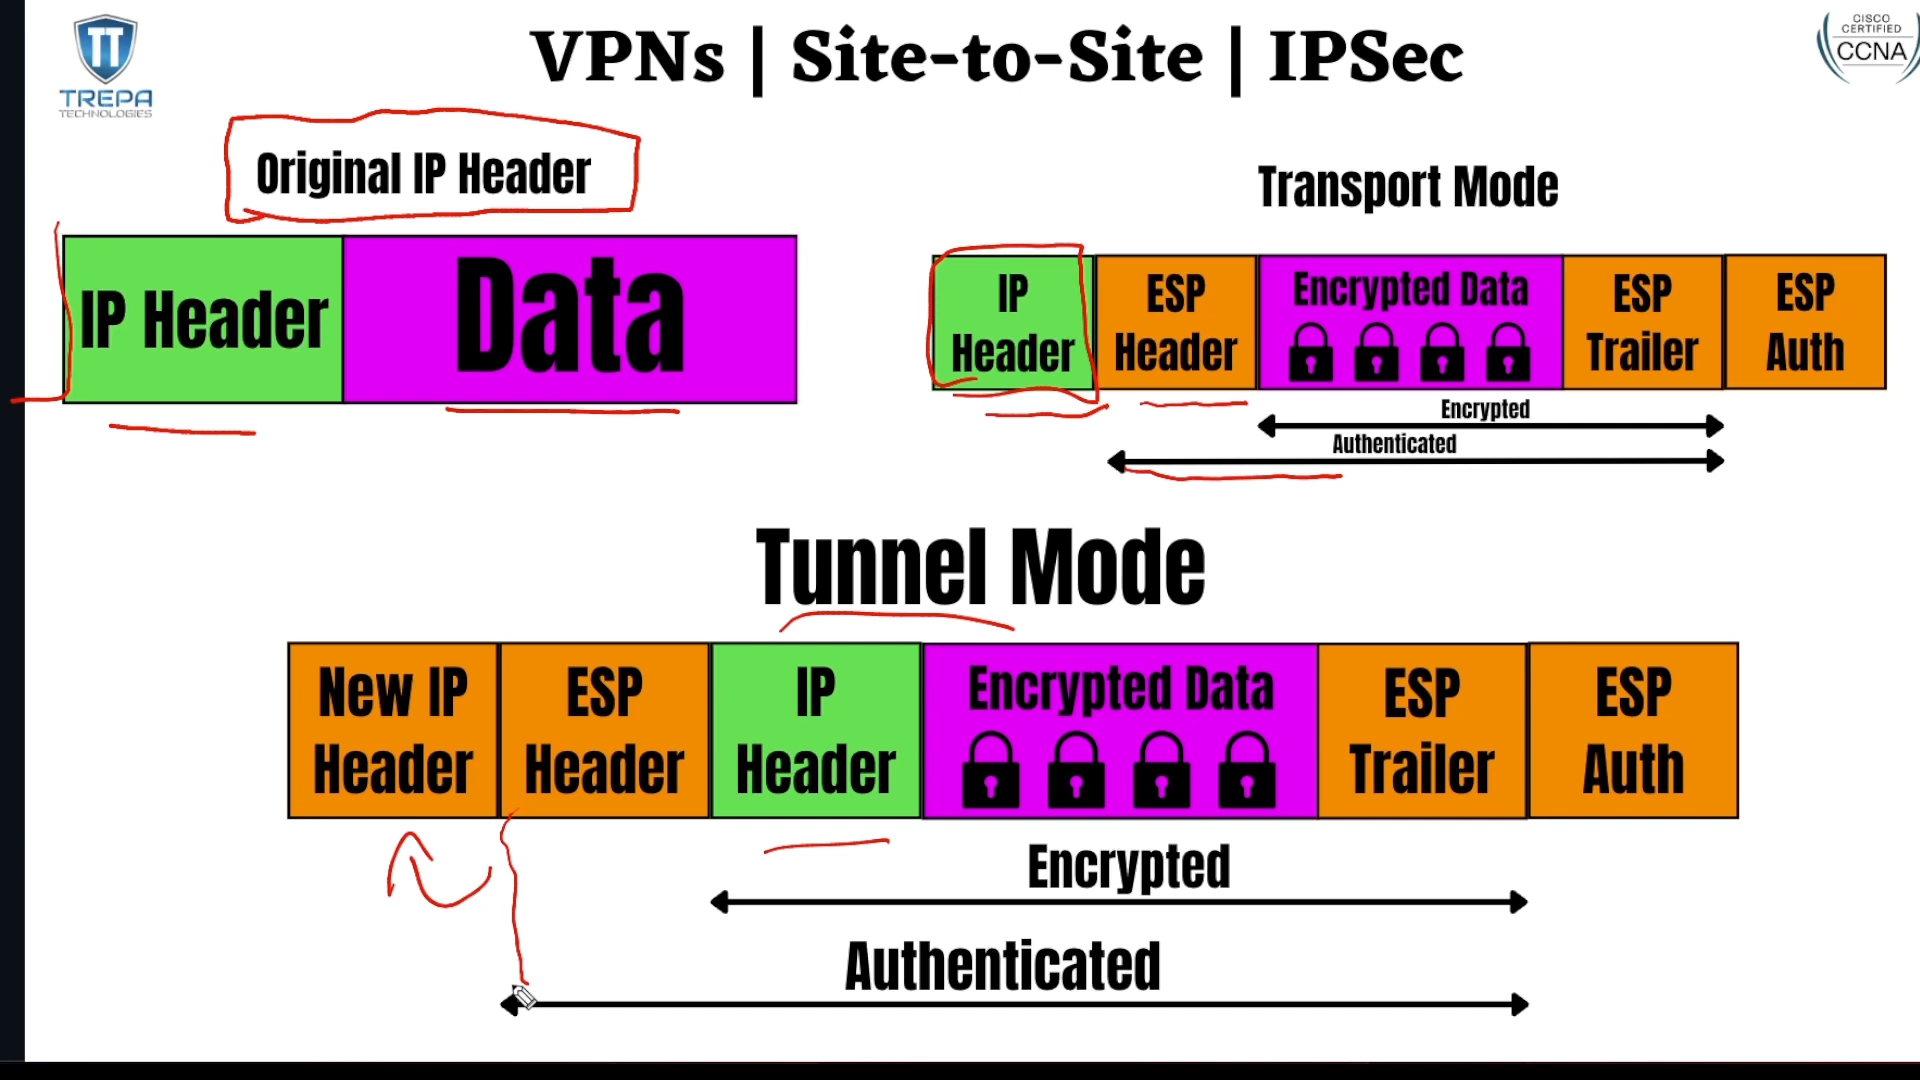 TREPA
TECHNOLOGIES
VPNs | Site-to-Site | IPSec
CISCO
CERTIFIED
CCNA
Original IP Header
IP Header
Data
Transport Mode
IP
Header
ESP
Header
Encrypted Data
ESP
Trailer
ESP
Auth
Encrypted
Authenticated
Tunnel Mode
New IP
Header
ESP
Header
IP
Header
Encrypted Data
ESP
Trailer
ESP
Auth
Encrypted
Authenticated